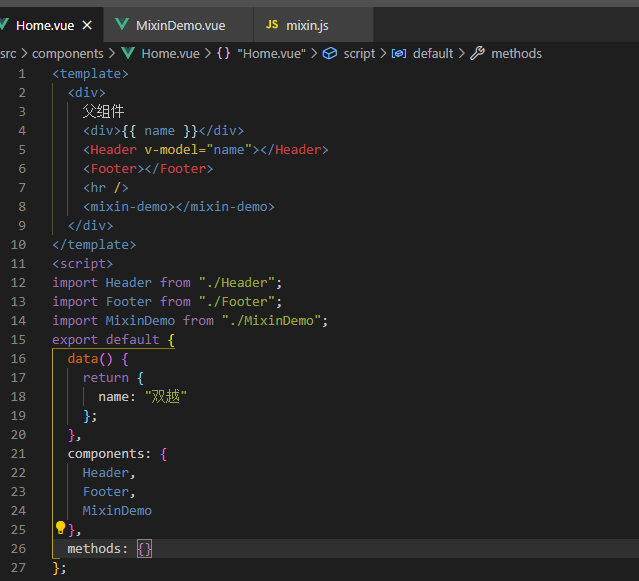 Home.vue
MixinDemo.vue
JS mixin.js
src > components > Home.vue > {} "Home.vue" > script > default > methods
1 <template>
2 <div>
3 父组件
4 <div>{{ name }}</div>
5 <Header v-model="name"></Header>
6 <Footer></Footer>
7 <hr />
8 <mixin-demo></mixin-demo>
9 </div>
10 </template>
11 <script>
12 import Header from "./Header";
13 import Footer from "./Footer";
14 import MixinDemo from "./MixinDemo";
15 export default {
16 data() {
17 return {
18 name: "双越"
19 };
20 },
21 components: {
22 Header,
23 Footer,
24 MixinDemo
25 },
26 methods: {}
27 };